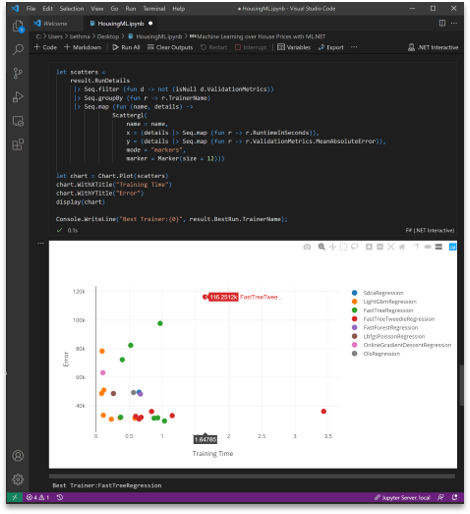 File Edit Selection View Go Run Terminal Help
HousingML.ipynb - Visual Studio Code
Welcome
HousingML.ipynb
C: > Users > bethma > Desktop > HousingML.ipynb > Machine Learning over House Prices with ML.NET
+ Code + Markdown Run All Clear Outputs Restart Interrupt Variables Export ... .NET Interactive
let scatters =
result.RunDetails
|> Seq.filter (fun d -> not (isNull d.ValidationMetrics))
|> Seq.groupBy (fun r -> r.TrainerName)
|> Seq.map (fun (name, details) ->
Scattergl(
name = name,
x = (details |> Seq.map (fun r -> r.RuntimeInSeconds)),
y = (details |> Seq.map (fun r -> r.ValidationMetrics.MeanAbsoluteError)),
mode = "markers",
marker = Marker(size = 12)))
let chart = Chart.Plot(scatters)
chart.WithXTitle("Training Time")
chart.WithYTitle("Error")
display(chart)
Console.WriteLine("Best Trainer:{0}", result.BestRun.TrainerName);
0.1s
F# (.NET Interactive)
120k
100k
80k
60k
40k
Error
116.2512k
FastTreeTwee...
0
0.5
1
1.64785
2
2.5
3
3.5
Training Time
SdcaRegression
LightGbmRegression
FastTreeRegression
FastTreeTweedieRegression
FastForestRegression
LbfgsPoissonRegression
OnlineGradientDescentRegression
OlsRegression
Best Trainer:FastTreeRegression
4 1
Jupyter Server: local